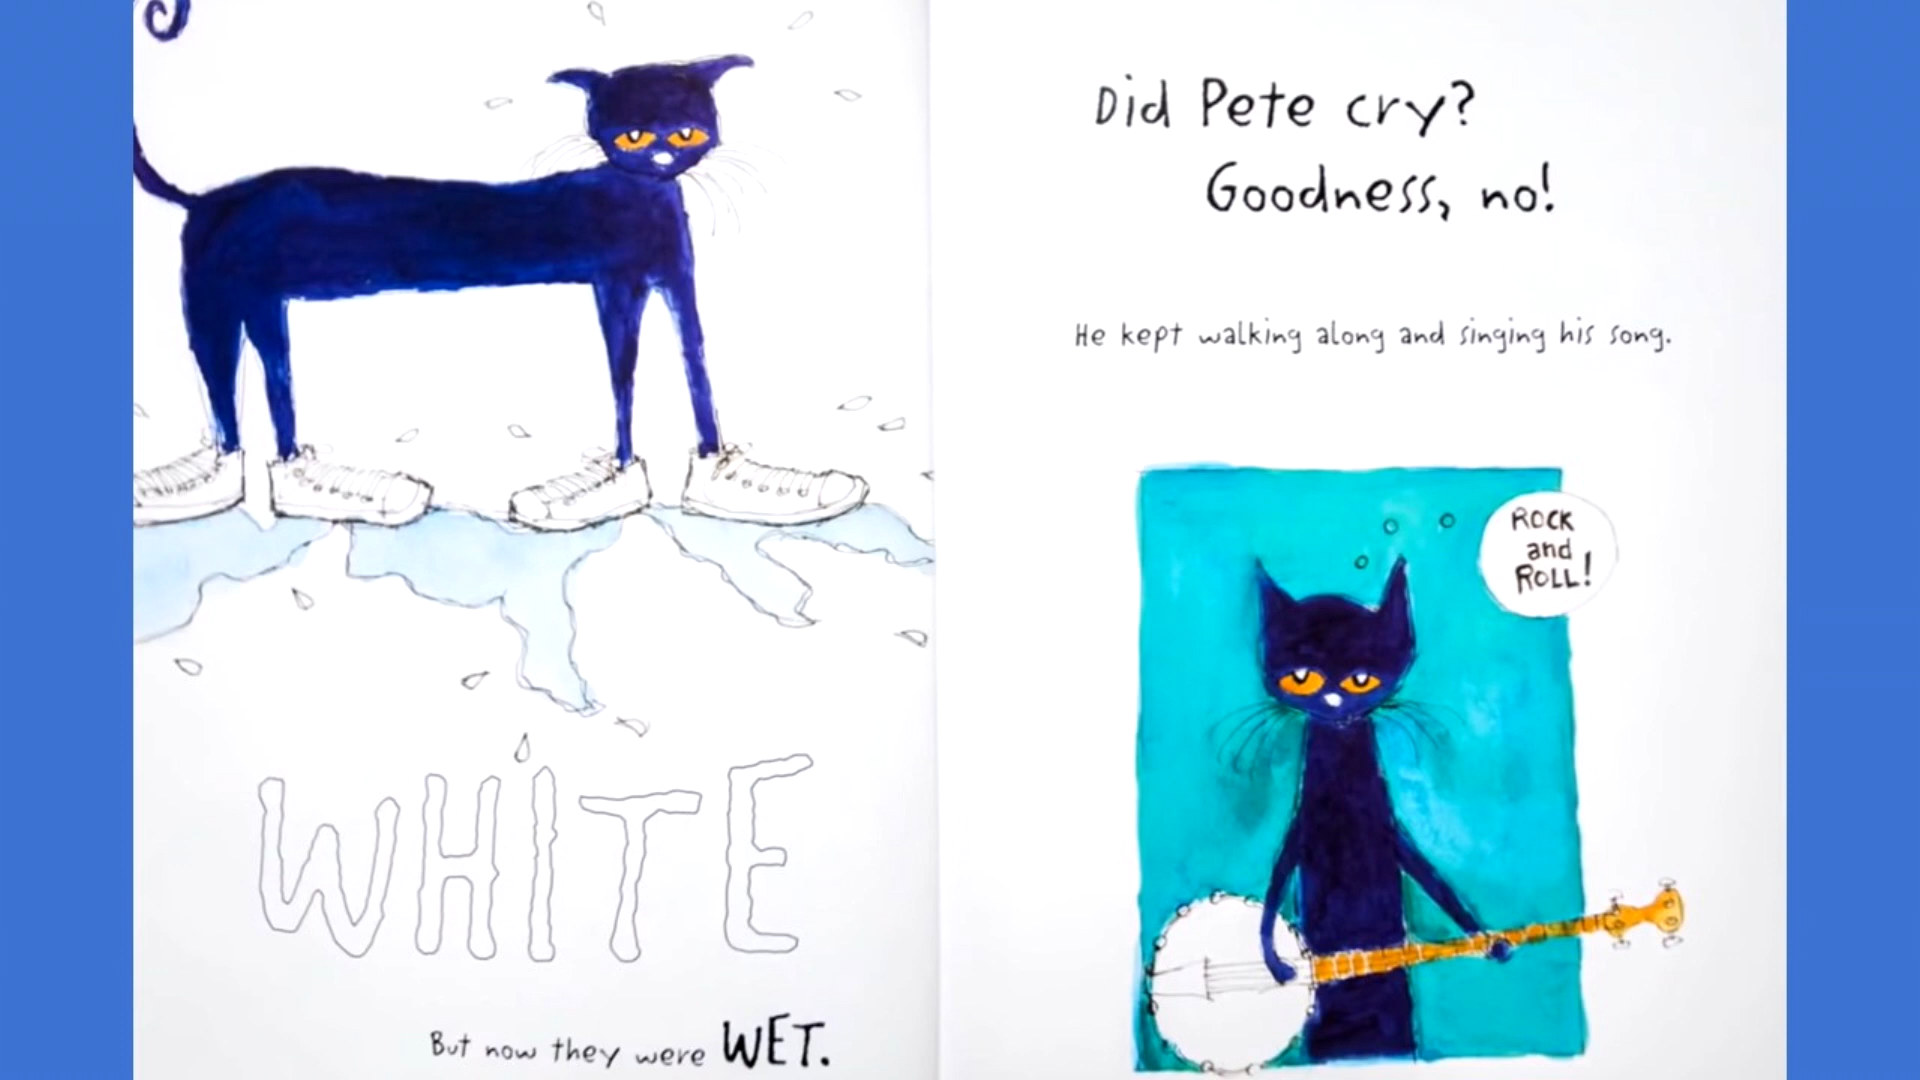 WHITE
But now they were WET.
Did Pete cry?
Goodness, no!
He kept walking along and singing his song.
ROCK
and
ROLL!